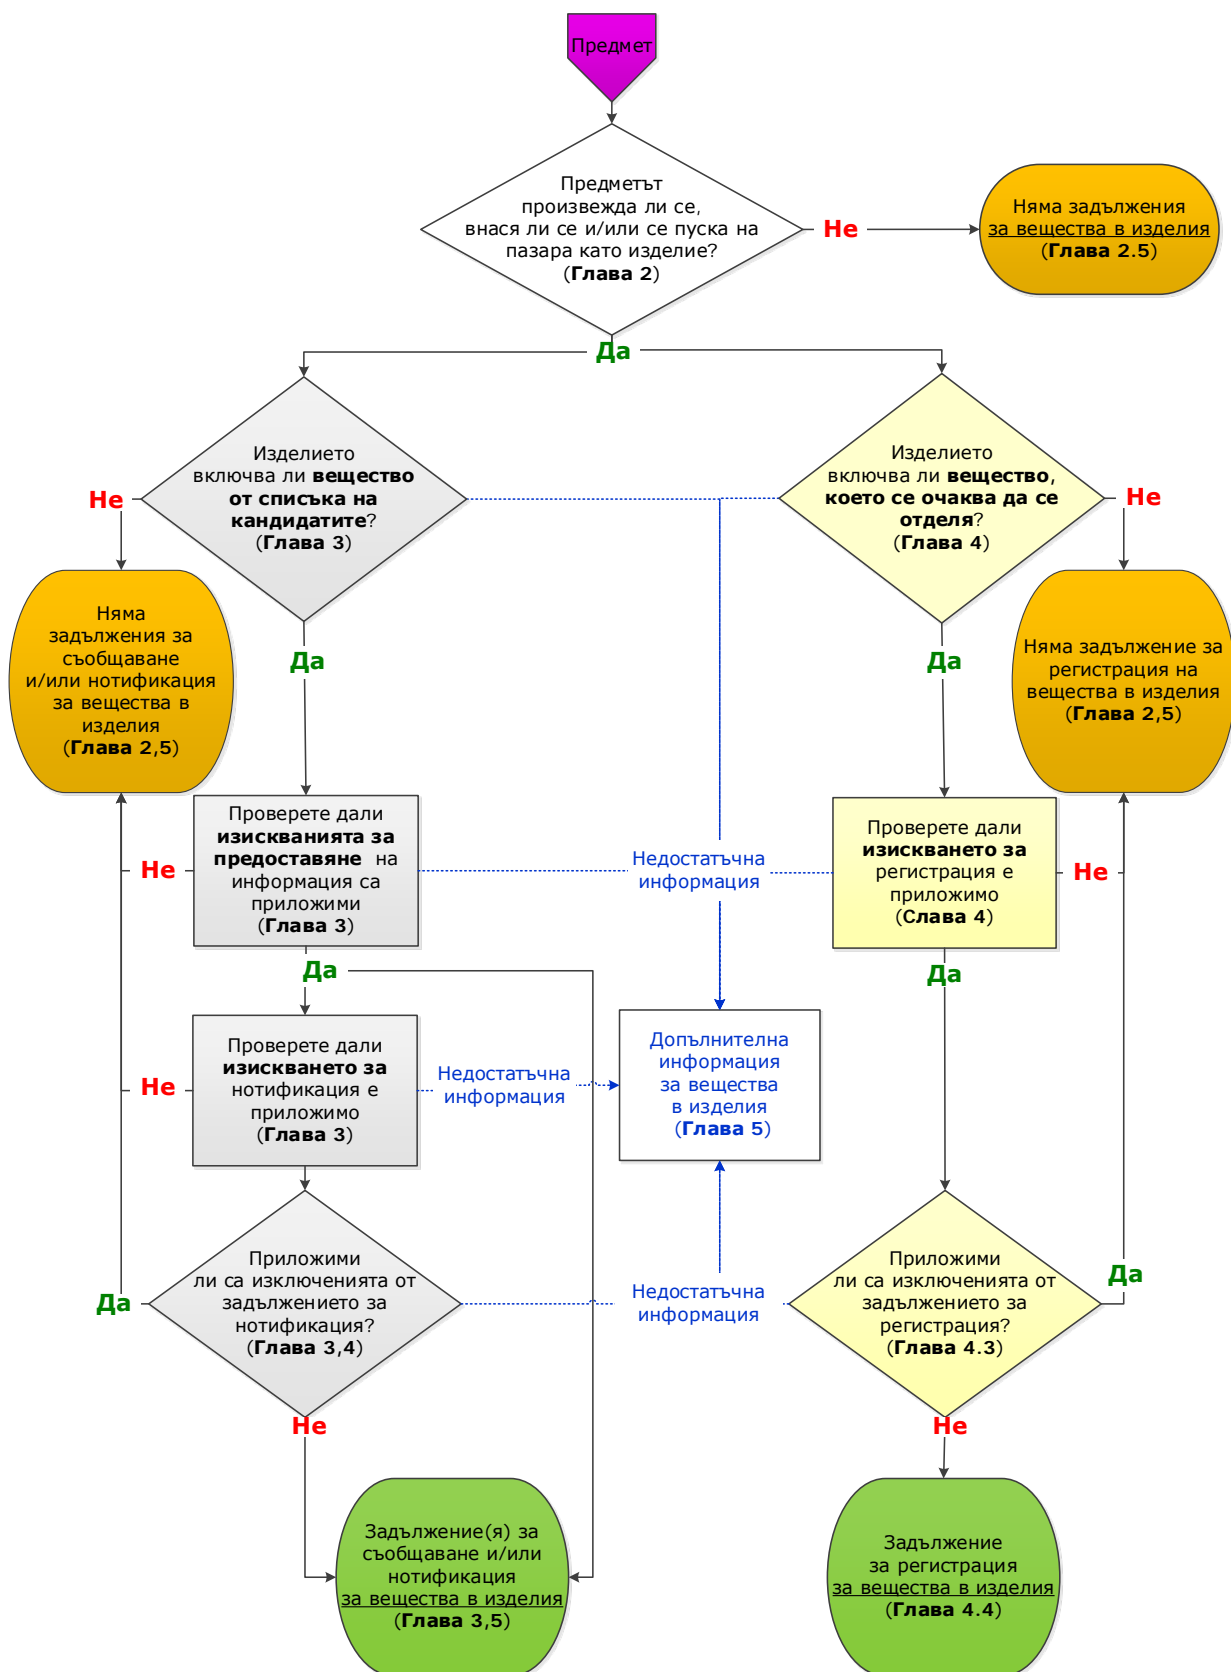 Предмет
Предметът
произвежда ли се,
внася ли се и/или се пуска на
пазара като изделие?
(Глава 2)
Не
Няма задължения
за вещества в изделия
(Глава 2.5)
Да
Изделието
включва ли вещество
от списъка на
кандидатите?
(Глава 3)
Изделието
включва ли вещество,
което се очаква да се
отделя?
(Глава 4)
Не
Не
Няма
задължения за
съобщаване
и/или нотификация
за вещества в
изделия
(Глава 2,5)
Да
Да
Няма задължение за
регистрация на
вещества в изделия
(Глава 2,5)
Проверете дали
изискванията за
предоставяне на
информация са
приложими
(Глава 3)
Не
Недостатъчна
информация
Проверете дали
изискването за
регистрация е
приложимо
(Слава 4)
Не
Да
Да
Проверете дали
изискването за
нотификация е
приложимо
(Глава 3)
Не
Недостатъчна
информация
Допълнителна
информация
за вещества
в изделия
(Глава 5)
Приложими
ли са изключенията от
задължението за
нотификация?
(Глава 3,4)
Да
Недостатъчна
информация
Приложими
ли са изключенията от
задължението за
регистрация?
(Глава 4.3)
Да
Не
Не
Задължение(я) за
съобщаване и/или
нотификация
за вещества в изделия
(Глава 3,5)
Задължение
за регистрация
за вещества в изделия
(Глава 4.4)